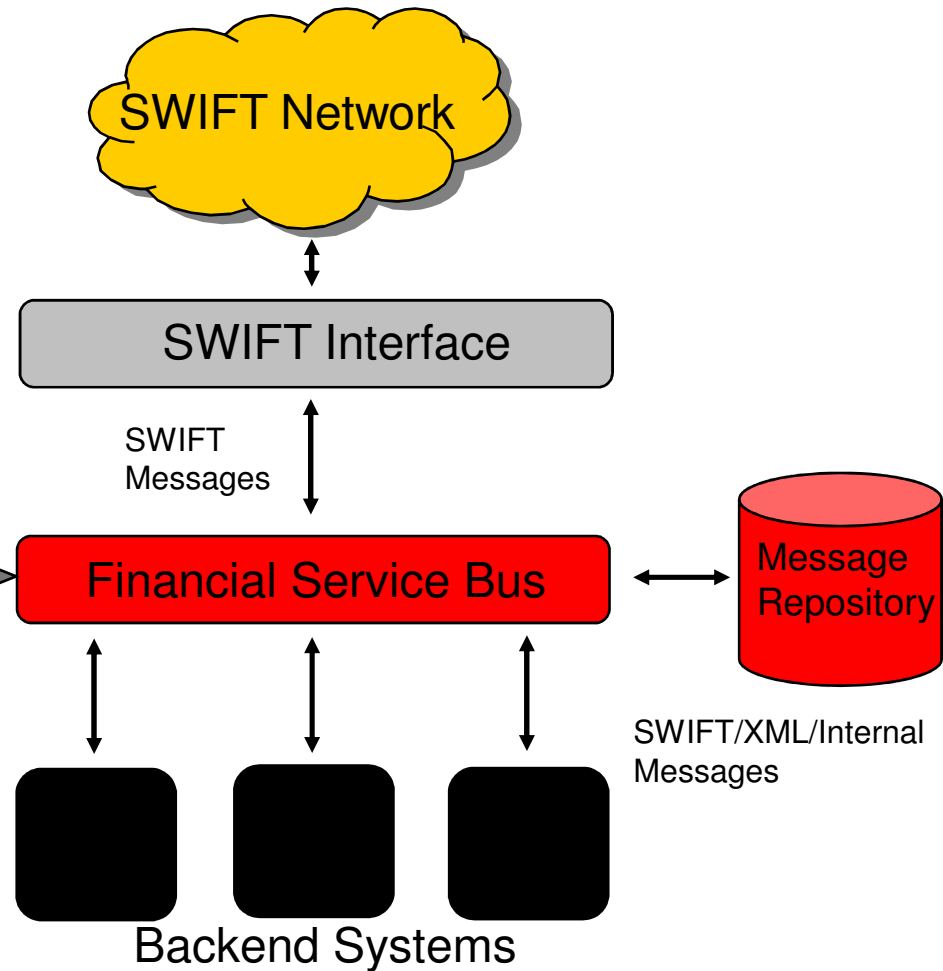 SWIFT Network
SWIFT Interface
SWIFT
Messages
Financial Service Bus
Message
Repository
SWIFT/XML/Internal
Messages
Backend Systems